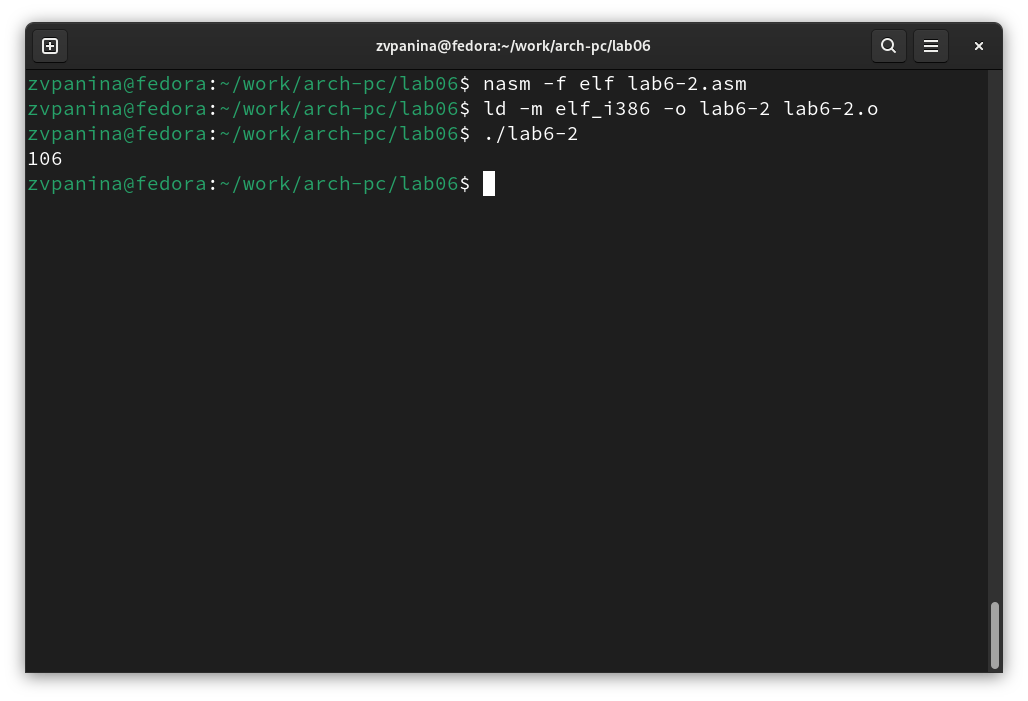 zvpanina@fedora:~/work/arch-pc/lab06
zvpanina@fedora:~/work/arch-pc/lab06$ nasm -f elf lab6-2.asm
zvpanina@fedora:~/work/arch-pc/lab06$ ld -m elf_i386 -o lab6-2 lab6-2.o
zvpanina@fedora:~/work/arch-pc/lab06$ ./lab6-2
106
zvpanina@fedora:~/work/arch-pc/lab06$